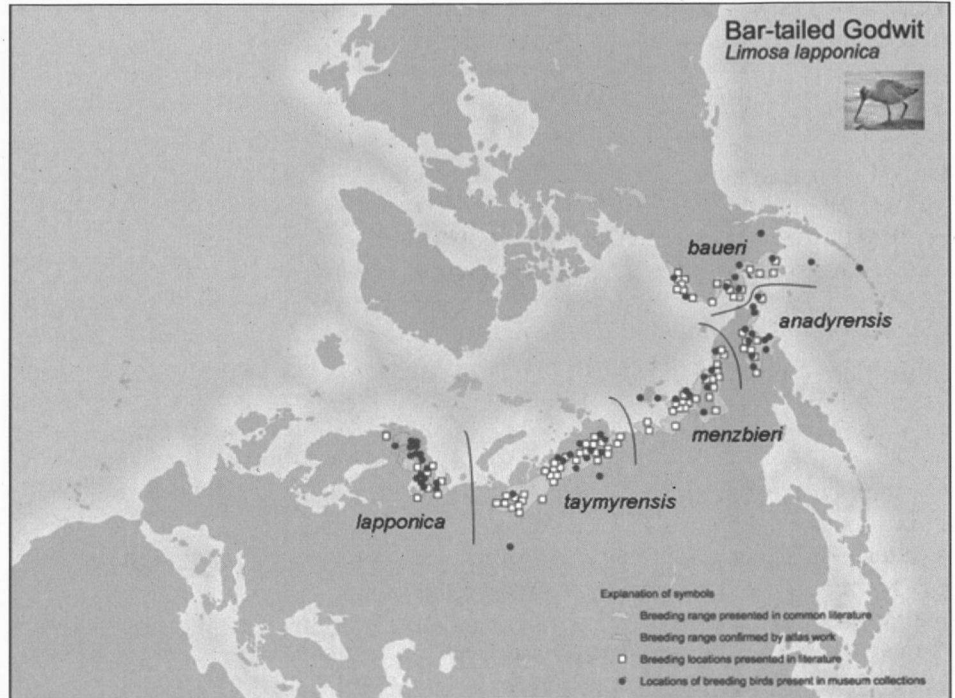 Bar-tailed Godwit
Limosa lapponica
baueri
anadyrensis
menzbieri
taymyrensis
lapponica
Explanation of symbols
Breeding range presented in common literature
Breeding range confirmed by atlas work
Breeding locations presented in literature
Locations of breeding birds present in museum collections